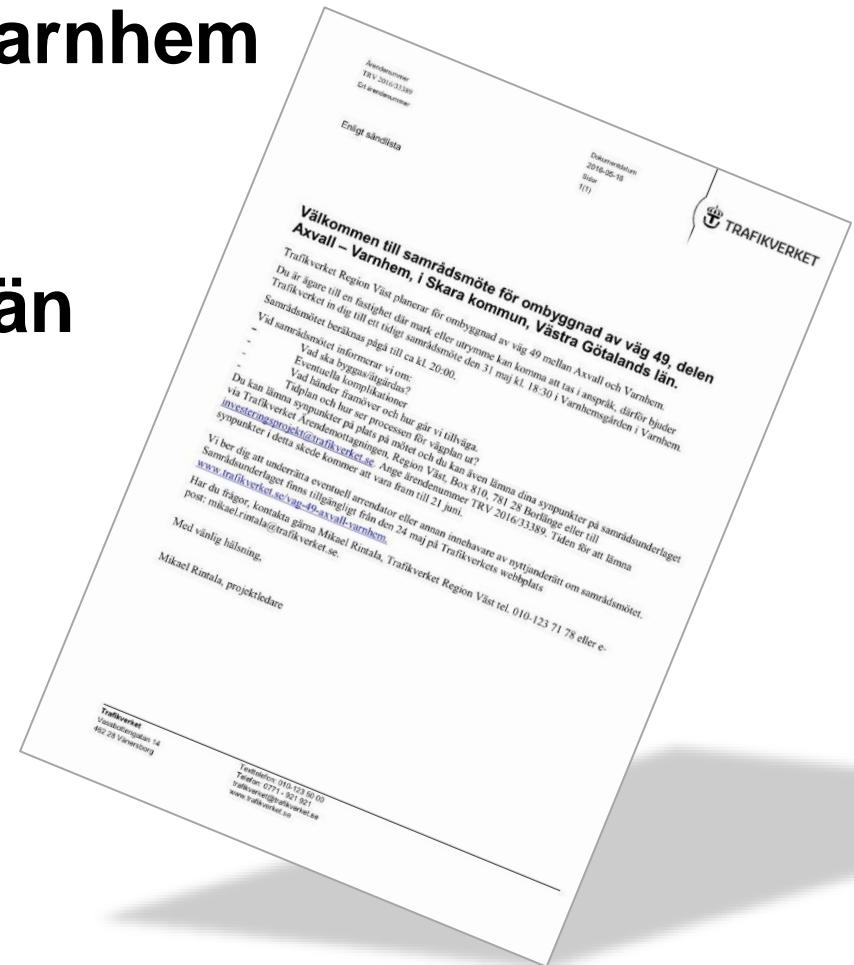 arnhem
än
Ärendenummer
TRV 2016/33389
Ert ärendenummer
Enligt sändlista
Dokumentdatum
2016-05-18
Sidor
1(1)
TRAFIKVERKET
Välkommen till samrådsmöte för ombyggnad av väg 49, delen
Axvall – Varnhem, i Skara kommun, Västra Götalands län.
Trafikverket Region Väst planerar för ombyggnad av väg 49 mellan Axvall och Varnhem.
Du är ägare till en fastighet där mark eller utrymme kan komma att tas i anspråk, därför bjuder
Trafikverket in dig till ett tidigt samrådsmöte den 31 maj kl. 18:30 i Varnhemsgården i Varnhem.
Samrådsmötet beräknas pågå till ca kl. 20:00.
Vid samrådsmötet informerar vi om:
- Vad ska byggas/åtgärdas?
- Eventuella komplikationer
- Vad händer framöver och hur går vi tillväga.
- Tidplan och hur ser processen för vägplan ut?
Du kan lämna synpunkter på plats på mötet och du kan även lämna dina synpunkter på samrådsunderlaget
via Trafikverket Ärendemottagningen, Region Väst, Box 810, 781 28 Borlänge eller till
investeringsprojekt@trafikverket.se. Ange ärendenummer TRV 2016/33389. Tiden för att lämna
synpunkter i detta skede kommer att vara fram till 21 juni.
Vi ber dig att underrätta eventuell arrendator eller annan innehavare av nyttjanderätt om samrådsmötet.
Samrådsunderlaget finns tillgängligt från den 24 maj på Trafikverkets webbplats
www.trafikverket.se/vag-49-axvall-varnhem.
Har du frågor, kontakta gärna Mikael Rintala, Trafikverket Region Väst tel. 010-123 71 78 eller e-
post: mikael.rintala@trafikverket.se.
Med vänlig hälsning,
Mikael Rintala, projektledare
Trafikverket
Vassbottengatan 14
462 28 Vänersborg
Texttelefon: 010-123 50 00
Telefon: 0771 - 921 921
trafikverket@trafikverket.se
www.trafikverket.se